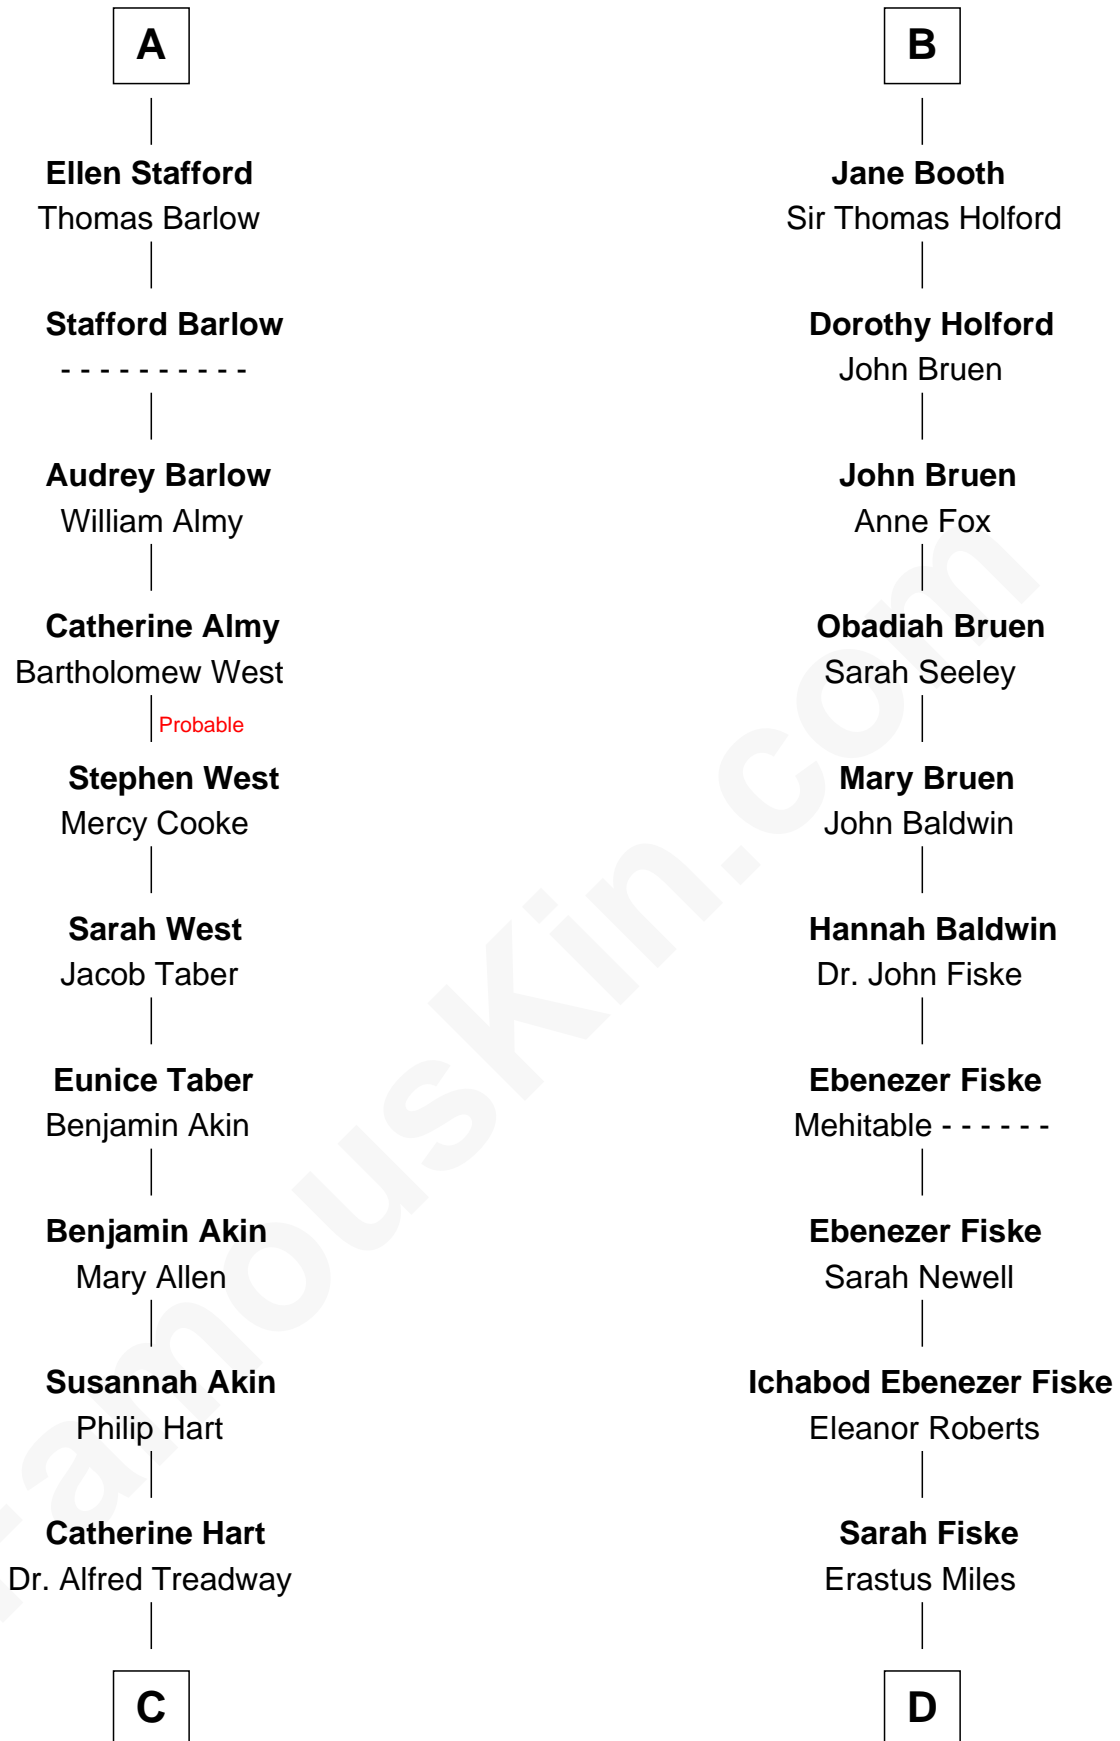 A
Ellen Stafford
Thomas Barlow
Stafford Barlow
- - - - - - - - - -
Audrey Barlow
William Almy
Catherine Almy
Bartholomew West
Probable
Stephen West
Mercy Cooke
Sarah West
Jacob Taber
Eunice Taber
Benjamin Akin
Benjamin Akin
Mary Allen
Susannah Akin
Philip Hart
Catherine Hart
Dr. Alfred Treadway
C
B
Jane Booth
Sir Thomas Holford
Dorothy Holford
John Bruen
John Bruen
Anne Fox
Obadiah Bruen
Sarah Seeley
Mary Bruen
John Baldwin
Hannah Baldwin
Dr. John Fiske
Ebenezer Fiske
Mehitable - - - - - -
Ebenezer Fiske
Sarah Newell
Ichabod Ebenezer Fiske
Eleanor Roberts
Sarah Fiske
Erastus Miles
D
FamousKin.com